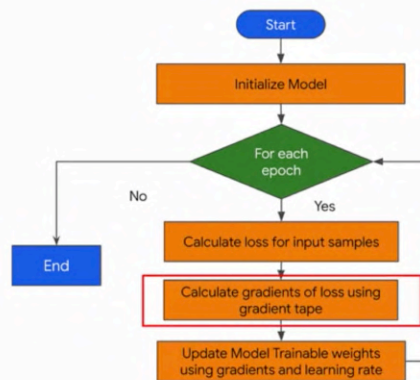 Start
Initialize Model
For each
epoch
No
Yes
Calculate loss for input samples
End
Calculate gradients of loss using
gradient tape
Update Model Trainable weights
using gradients and learning rate